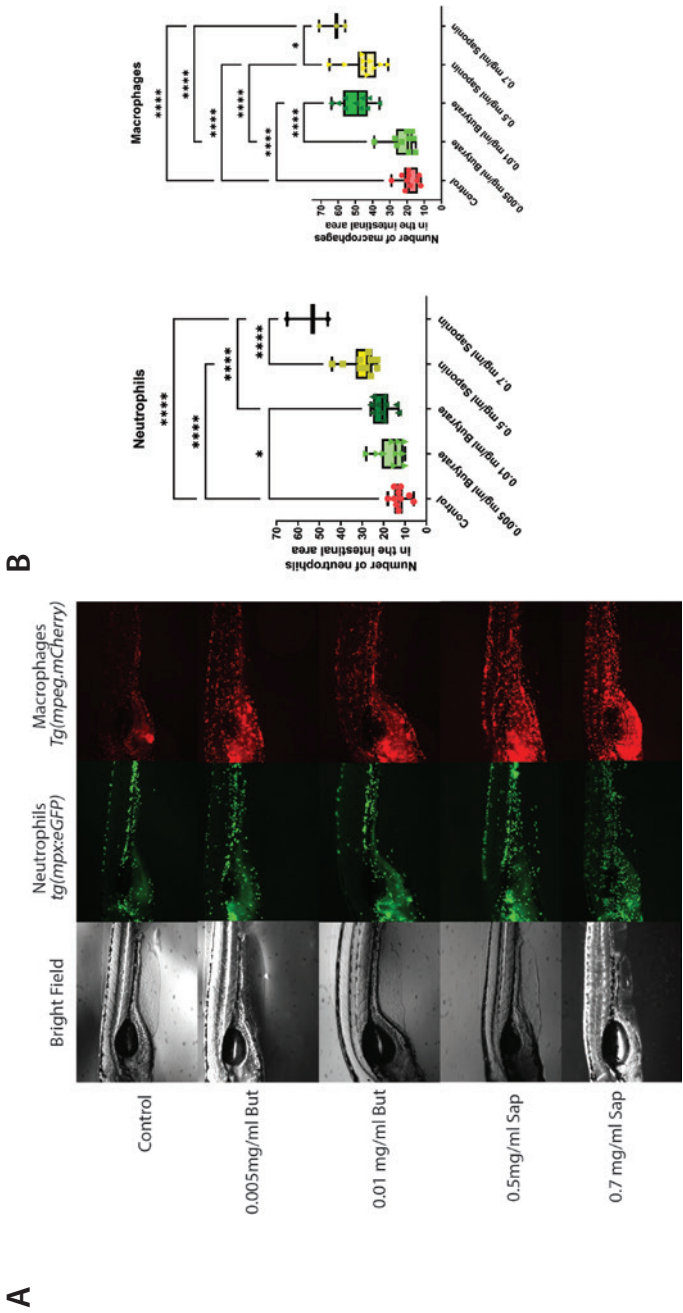 A
Bright Field
Neutrophils
tg(mpx:eGFP)
Macrophages
Tg(mpeg.mCherry)
Control
0.005mg/ml But
0.01 mg/ml But
0.5mg/ml Sap
0.7 mg/ml Sap
B
Neutrophils
****
****
****
*
****
Number of neutrophils
in the intestinal area
70
60
50
40
30
20
10
0
Control
0.005 mg/ml Butyrate
0.01 mg/ml Butyrate
0.5 mg/ml Saponin
0.7 mg/ml Saponin
Macrophages
****
****
****
****
*
****
****
Number of macrophages
in the intestinal area
70
60
50
40
30
20
10
0
Control
0.005 mg/ml Butyrate
0.01 mg/ml Butyrate
0.5 mg/ml Saponin
0.7 mg/ml Saponin